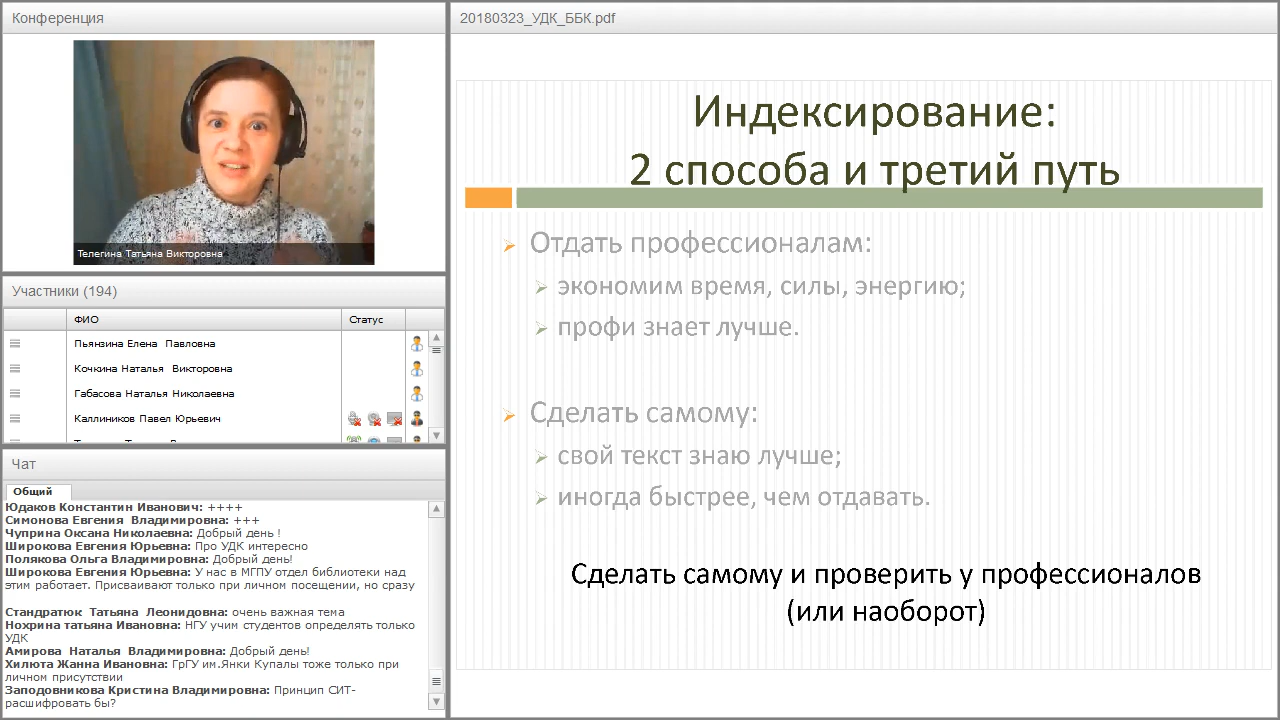 Конференция
Телегина Татьяна Викторовна
Участники (194)
ФИО
Статус
Пынзина Елена Павловна
Кочкина Наталья Викторовна
Габасова Наталья Николаевна
Каллиников Павел Юрьевич
Чат
Общий
Юдаков Константин Иванович: ++++
Симонова Евгения Владимировна: +++
Чуприна Оксана Николаевна: Добрый день !
Широкова Евгения Юрьевна: Про УДК интересно
Полякова Ольга Владимировна: Добрый день!
Широкова Евгения Юрьевна: У нас в МГПУ отдел библиотеки над
этим работает. Присваивают только при личном посещении, но сразу
Стандратюк Татьяна Леонидовна: очень важная тема
Нохрина татьяна Ивановна: НГУ учим студентов определять только
УДК
Амирова Наталья Владимировна: Добрый день!
Хилюта Жанна Ивановна: ГрГУ им.Янки Купалы тоже только при
личном присутствии
Заподовникова Кристина Владимировна: Принцип СИТ-
расшифровать бы?
20180323_УДК_ББК.pdf
Индексирование:
2 способа и третий путь
Отдать профессионалам:
экономим время, силы, энергию;
профи знает лучше.
Сделать самому:
свой текст знаю лучше;
иногда быстрее, чем отдавать.
Сделать самому и проверить у профессионалов
(или наоборот)